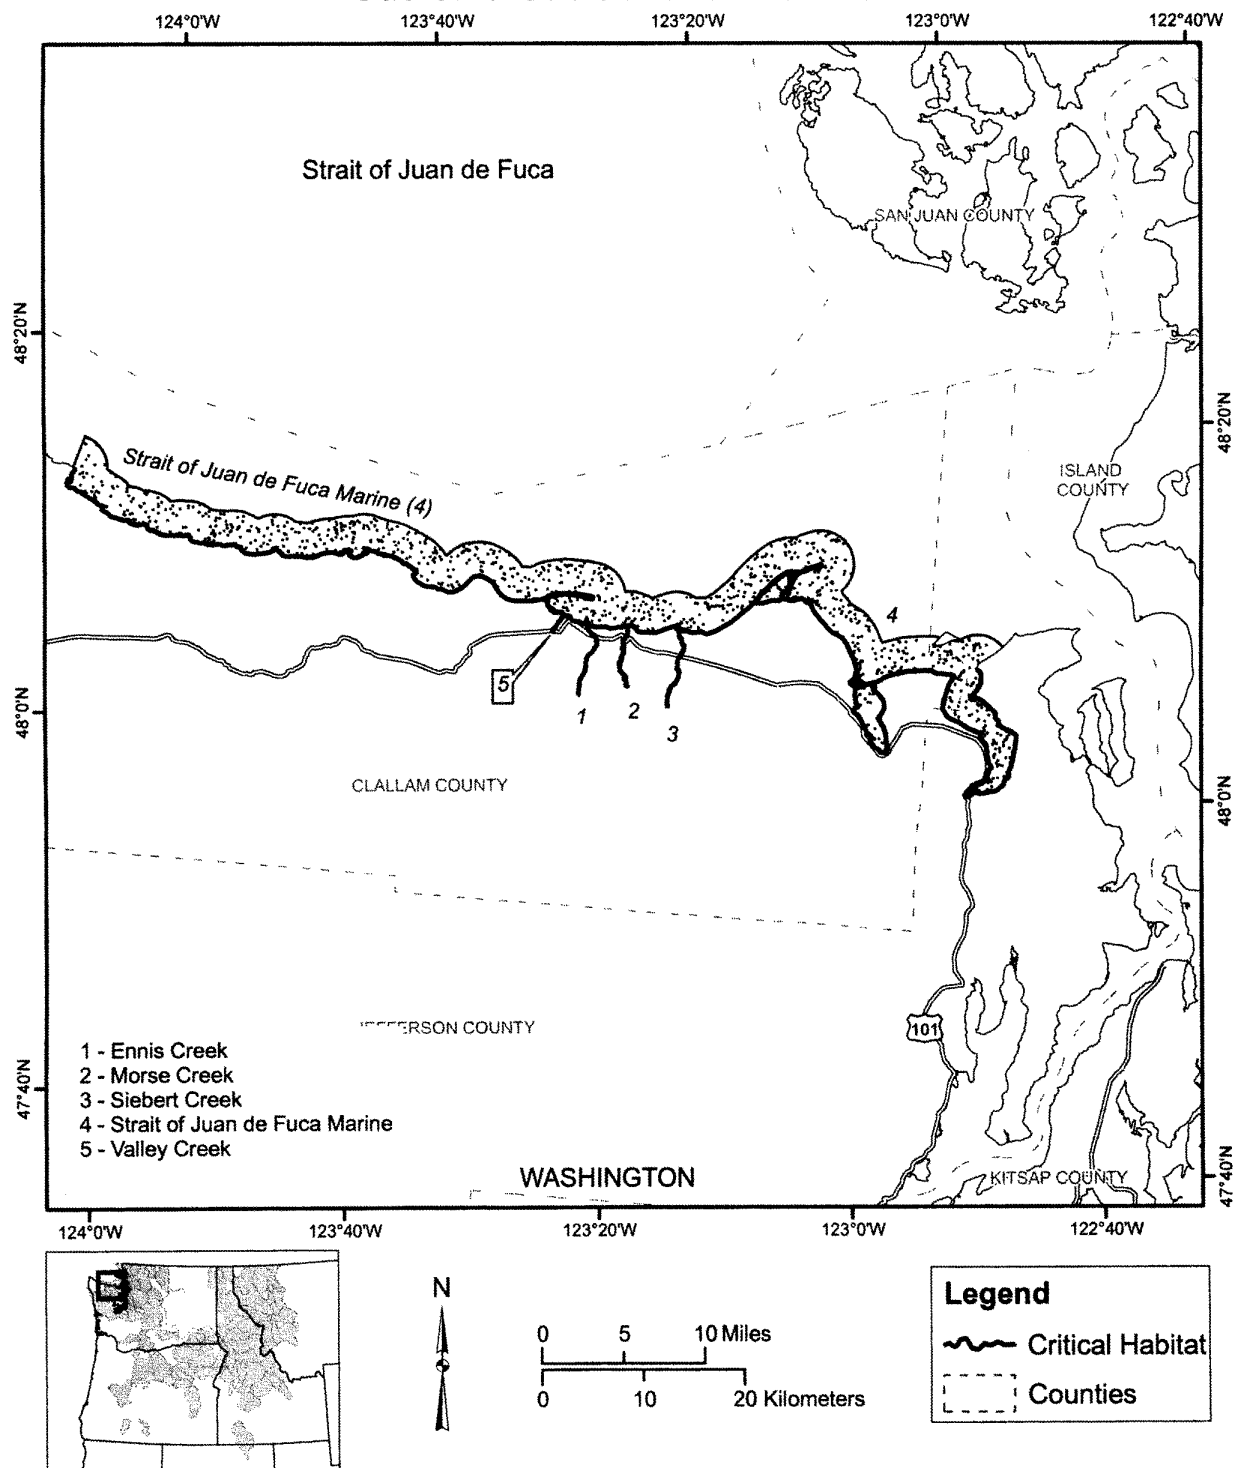 124°0'W 123°40'W 123°20'W 123°0'W 122°40'W
Strait of Juan de Fuca
SAN JUAN COUNTY
48°20'N
48°20'N
Strait of Juan de Fuca Marine (4)
ISLAND
COUNTY
4
5
1
2
3
48°0'N
48°0'N
CLALLAM COUNTY
101
COUNTY
1 - Ennis Creek
2 - Morse Creek
3 - Siebert Creek
4 - Strait of Juan de Fuca Marine
5 - Valley Creek
47°40'N
47°40'N
WASHINGTON
KITSAP COUNTY
124°0'W 123°40'W 123°20'W 123°0'W 122°40'W
N
0 5 10 Miles
0 10 20 Kilometers
Legend
Critical Habitat
Counties